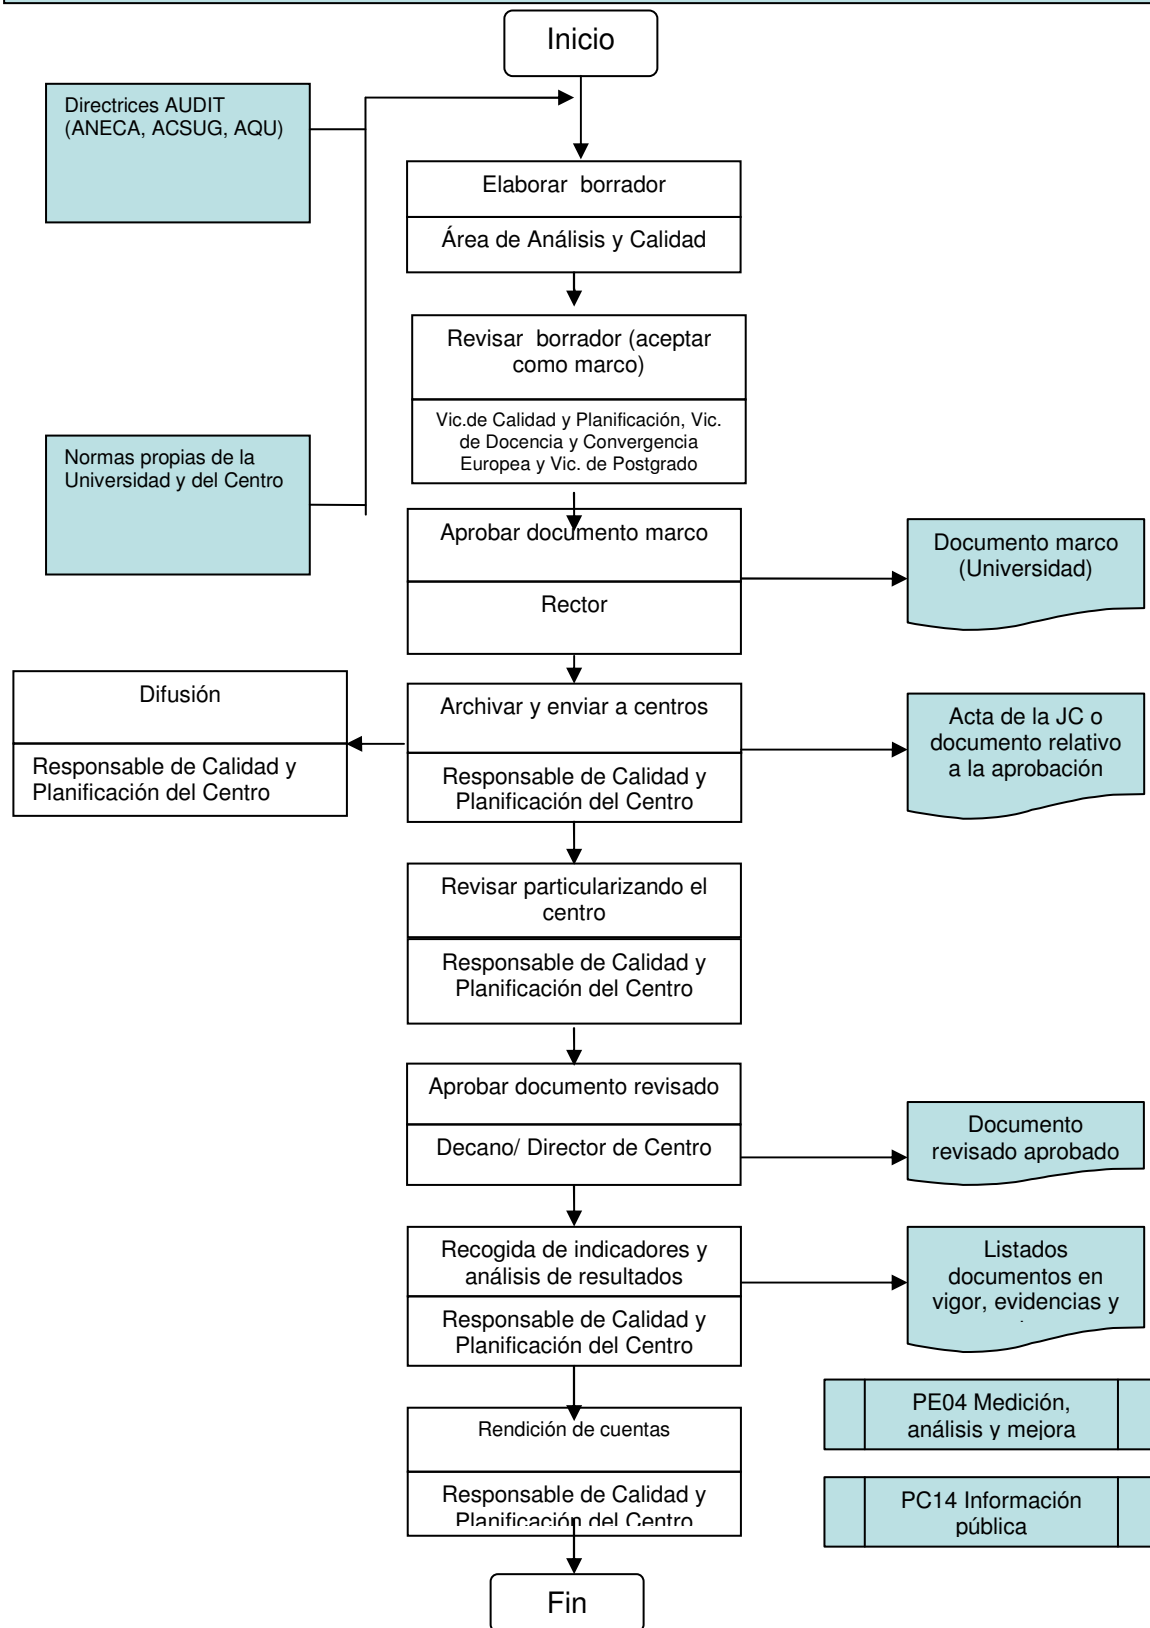 Inicio
Directrices AUDIT
(ANECA, ACSUG, AQU)
Elaborar borrador
Área de Análisis y Calidad
Revisar borrador (aceptar
como marco)
Vic.de Calidad y Planificación, Vic.
de Docencia y Convergencia
Europea y Vic. de Postgrado
Normas propias de la
Universidad y del Centro
Aprobar documento marco
Rector
Documento marco
(Universidad)
Difusión
Responsable de Calidad y
Planificación del Centro
Archivar y enviar a centros
Responsable de Calidad y
Planificación del Centro
Acta de la JC o
documento relativo
a la aprobación
Revisar particularizando el
centro
Responsable de Calidad y
Planificación del Centro
Aprobar documento revisado
Decano/ Director de Centro
Documento
revisado aprobado
Recogida de indicadores y
análisis de resultados
Responsable de Calidad y
Planificación del Centro
Listados
documentos en
vigor, evidencias y
Rendición de cuentas
Responsable de Calidad y
Planificación del Centro
PE04 Medición,
análisis y mejora
PC14 Información
pública
Fin